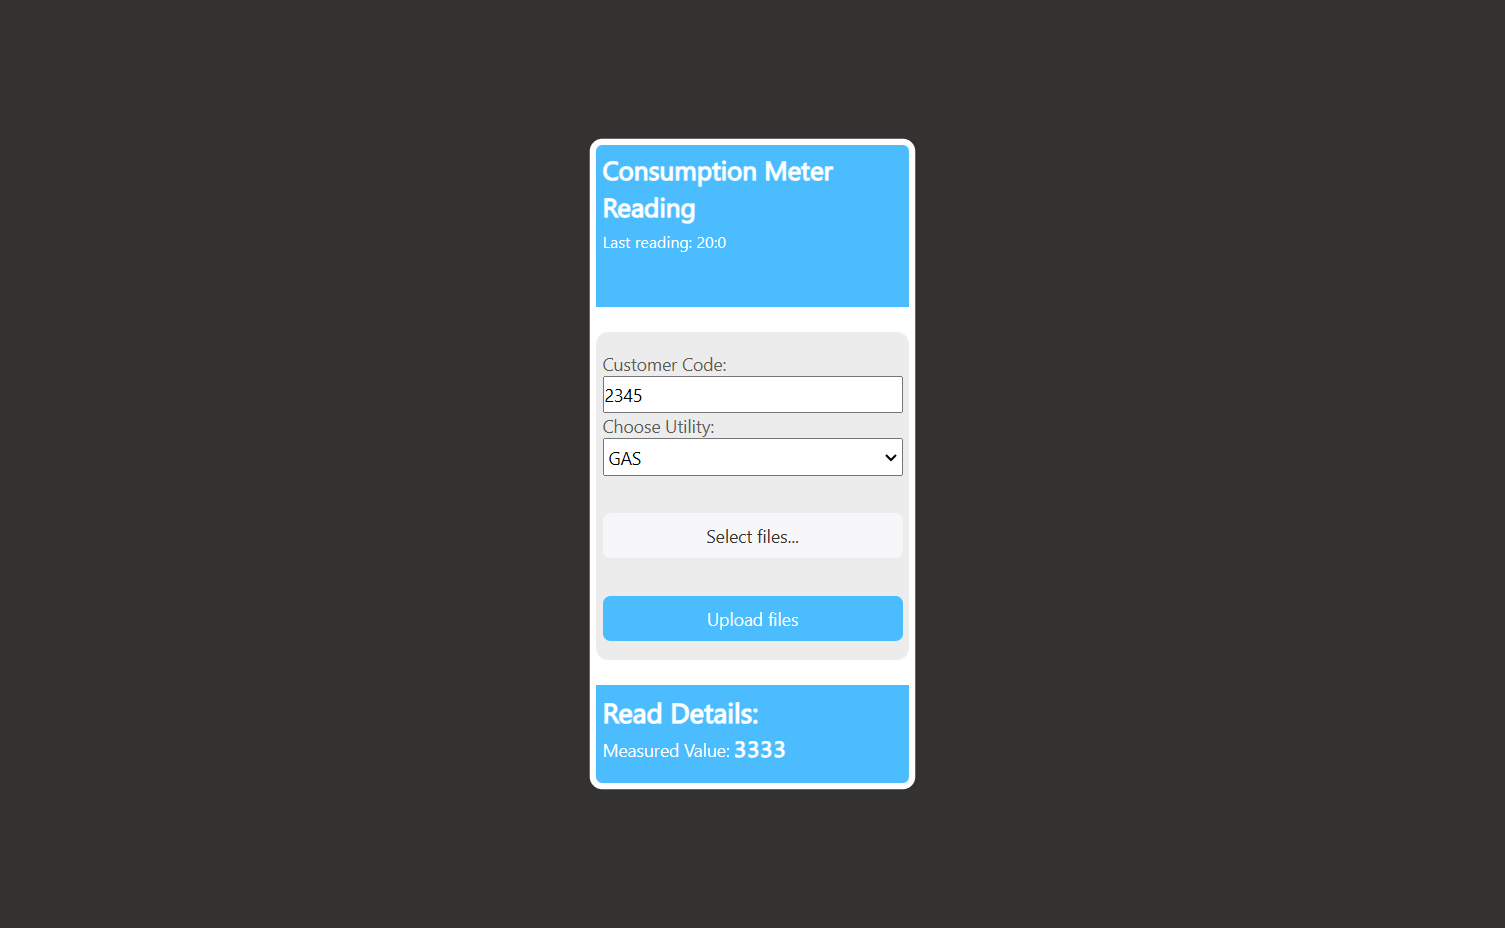 Consumption Meter
Reading
Last reading: 20:0
Customer Code:
2345
Choose Utility:
GAS
Select files...
Upload files
Read Details:
Measured Value: 3333